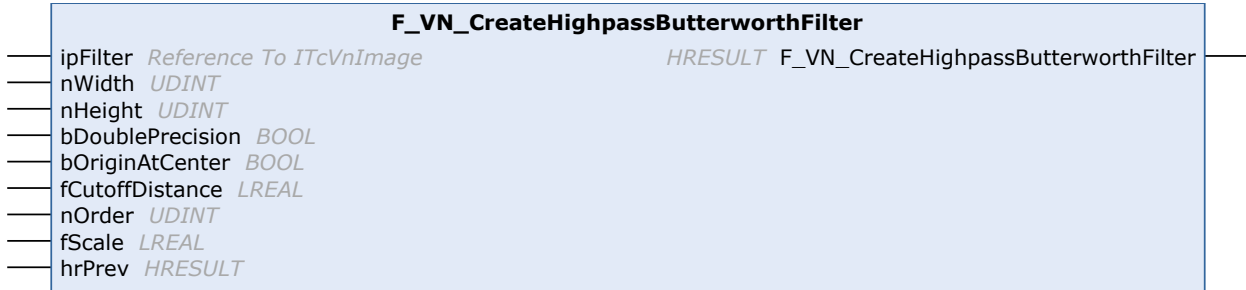 F_VN_CreateHighpassButterworthFilter
ipFilter Reference To ITcVnImage HRESULT F_VN_CreateHighpassButterworthFilter
nWidth UDINT
nHeight UDINT
bDoublePrecision BOOL
bOriginAtCenter BOOL
fCutoffDistance LREAL
nOrder UDINT
fScale LREAL
hrPrev HRESULT